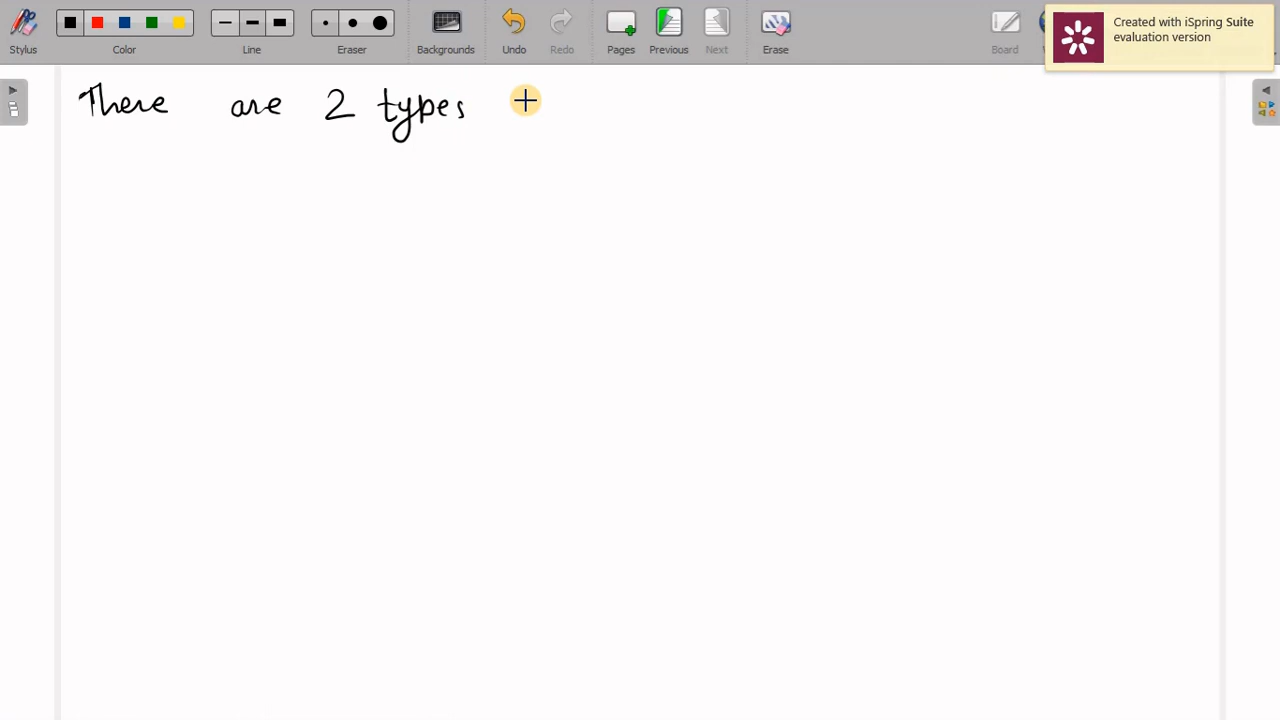 Stylus Color Line Eraser Backgrounds Undo Redo Pages Previous Next Erase Board
Created with iSpring Suite
evaluation version
There are 2 types